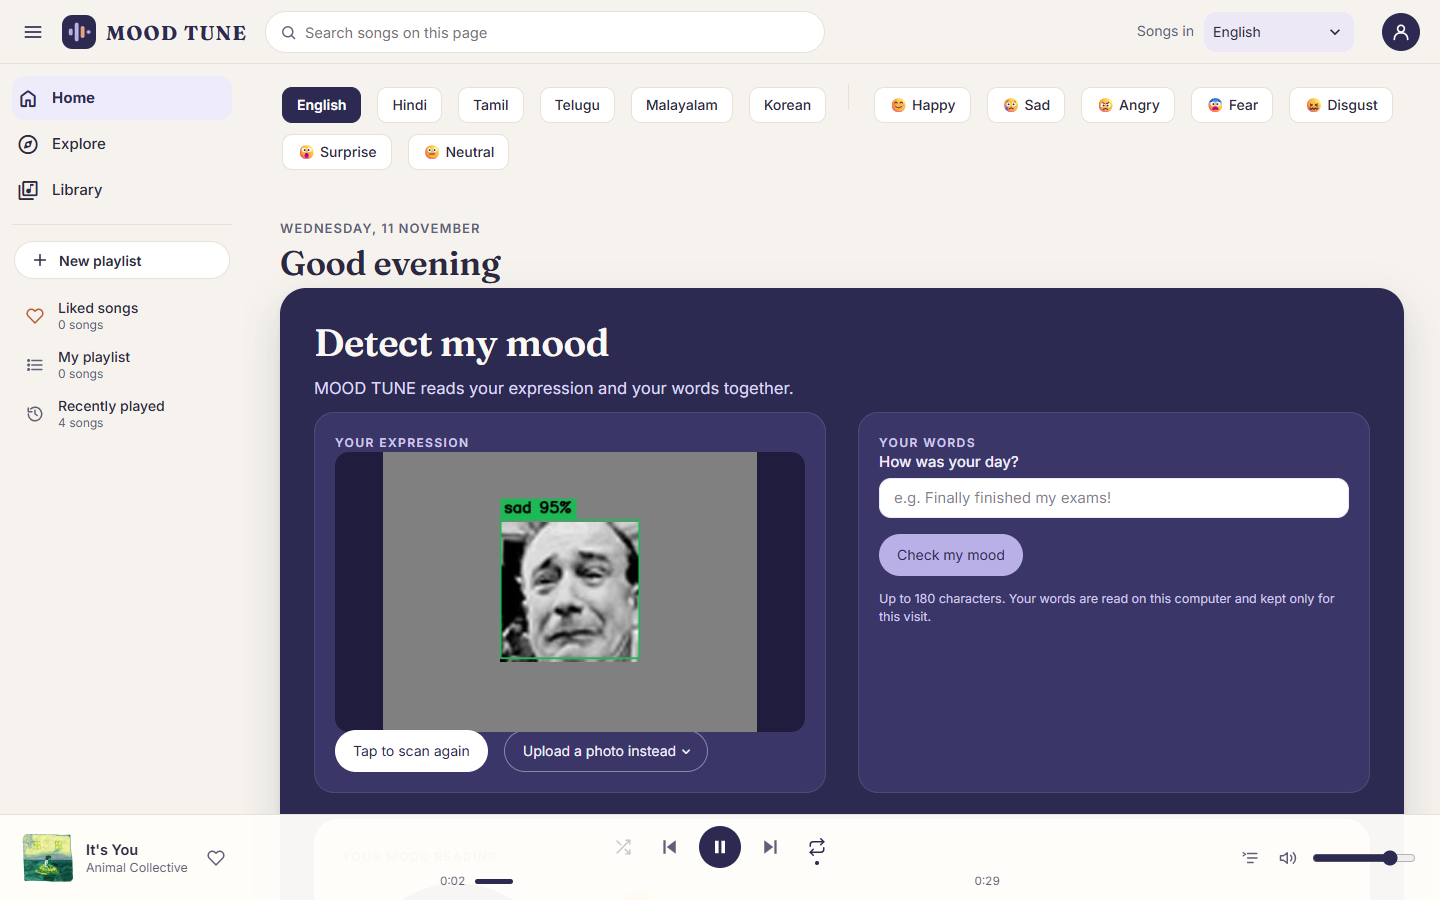 MOOD TUNE
Search songs on this page
Songs in
English
Home
Explore
Library
New playlist
Liked songs
0 songs
My playlist
0 songs
Recently played
4 songs
English
Hindi
Tamil
Telugu
Malayalam
Korean
Happy
Sad
Angry
Fear
Disgust
Surprise
Neutral
WEDNESDAY, 11 NOVEMBER
Good evening
Detect my mood
MOOD TUNE reads your expression and your words together.
YOUR EXPRESSION
sad 95%
Tap to scan again
Upload a photo instead
YOUR WORDS
How was your day?
e.g. Finally finished my exams!
Check my mood
Up to 180 characters. Your words are read on this computer and kept only for
this visit.
YOUR MOOD READING
It's You
Animal Collective
0:02
0:29